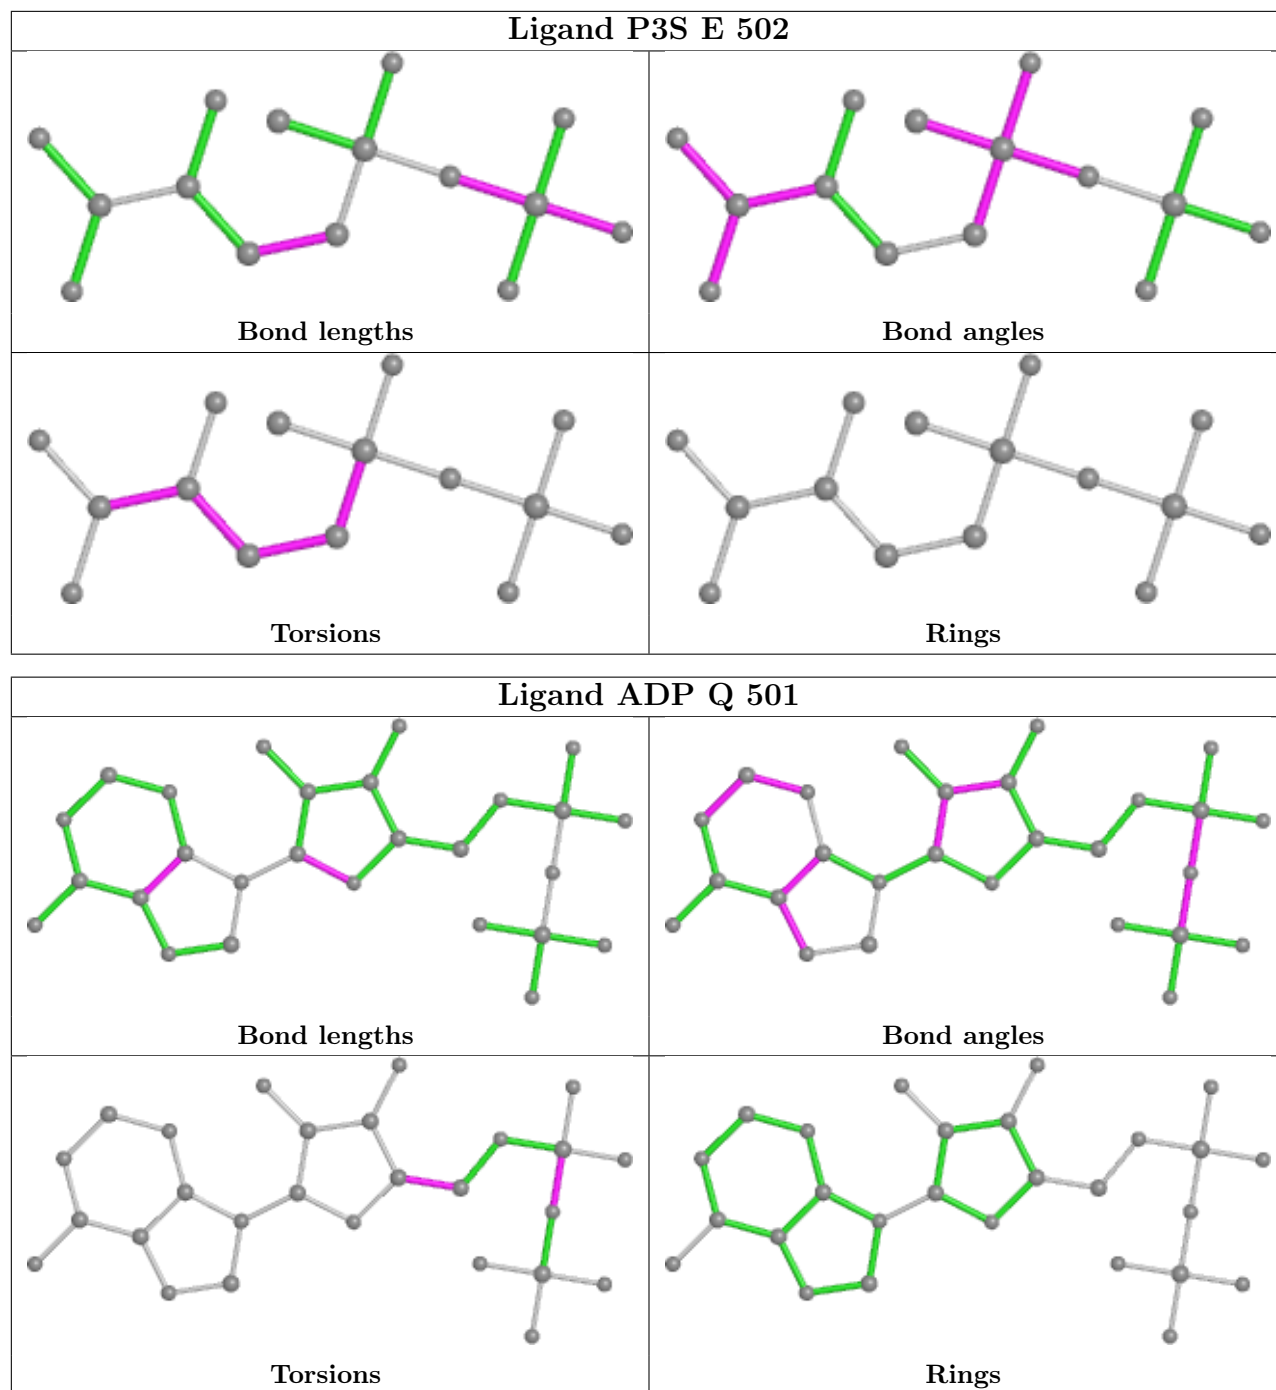 Ligand P3S E 502
Bond lengths
Bond angles
Torsions
Rings
Ligand ADP Q 501
Bond lengths
Bond angles
Torsions
Rings